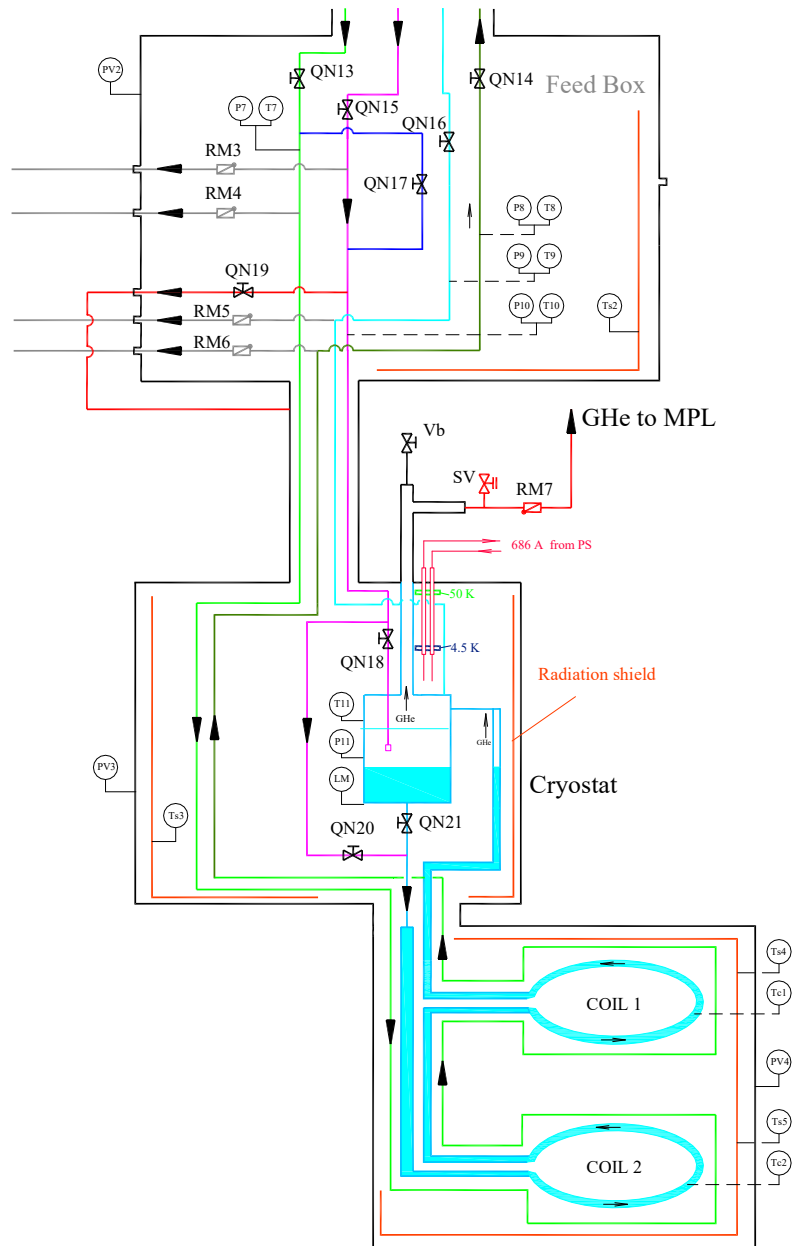 PV2
QN13
QN14
Feed Box
P7 T7
QN15
QN16
RM3
QN17
RM4
P8 T8
P9 T9
QN19
RM5
P10 T10
Ts2
RM6
GHe to MPL
Vb
SV
RM7
686 A from PS
50 K
4.5 K
QN18
Radiation shield
T11
GHe
P11
GHe
PV3
LM
Cryostat
Ts3
QN20
QN21
Ts4
Tc1
COIL 1
PV4
Ts5
Tc2
COIL 2